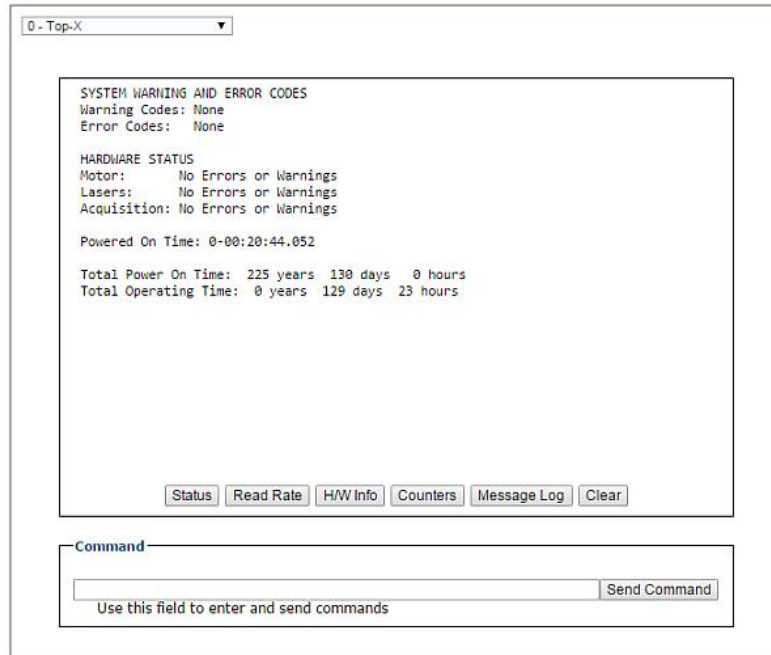 0 - Top-X
SYSTEM WARNING AND ERROR CODES
Warning Codes: None
Error Codes:   None
HARDWARE STATUS
Motor:       No Errors or Warnings
Lasers:      No Errors or Warnings
Acquisition: No Errors or Warnings
Powered On Time: 0-00:20:44.052
Total Power On Time:  225 years  130 days   0 hours
Total Operating Time:  0 years  129 days  23 hours
Status Read Rate H/W Info Counters Message Log Clear
Command
Send Command
Use this field to enter and send commands